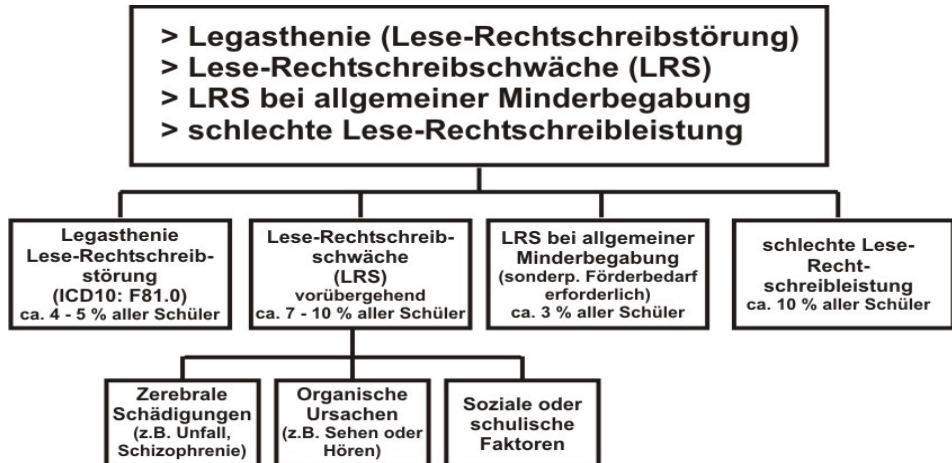 > Legasthenie (Lese-Rechtschreibstörung)
> Lese-Rechtschreibschwäche (LRS)
> LRS bei allgemeiner Minderbegabung
> schlechte Lese-Rechtschreibleistung
Legasthenie
Lese-Rechtschreib-
störung
(ICD10: F81.0)
ca. 4 - 5 % aller Schüler
Lese-Rechtschreib-
schwäche
(LRS)
vorübergehend
ca. 7 - 10 % aller Schüler
LRS bei allgemeiner
Minderbegabung
(sonderp. Förderbedarf
erforderlich)
ca. 3 % aller Schüler
schlechte Lese-
Recht-
schreibleistung
ca. 10 % aller Schüler
Zerebrale
Schädigungen
(z.B. Unfall,
Schizophrenie)
Organische
Ursachen
(z.B. Sehen oder
Hören)
Soziale oder
schulische
Faktoren